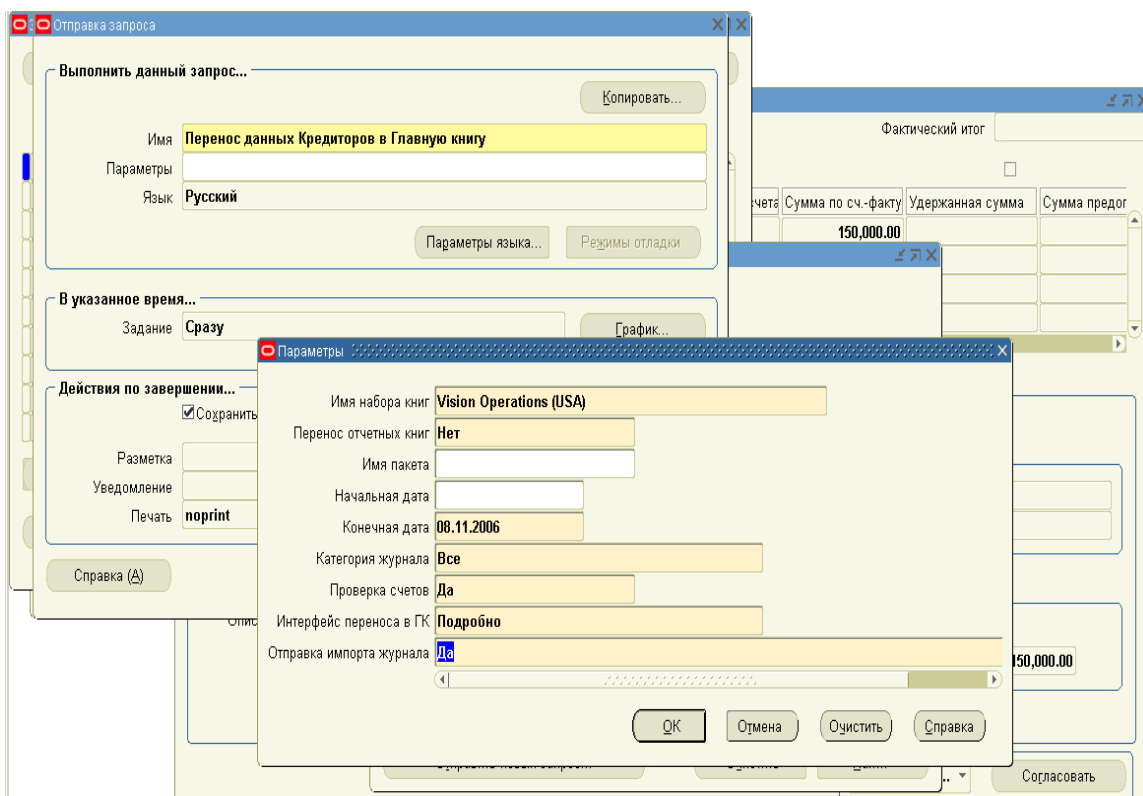 Отправка запроса
Выполнить данный запрос...
Копировать...
Имя Перенос данных Кредиторов в Главную книгу
Параметры
Язык Русский
Параметры языка... Режимы отладки
В указанное время...
Задание Сразу График...
Действия по завершении...
Сохранить
Разметка
Уведомление
Печать noprint
Справка (A)
Фактический итог
счета Сумма по сч.-факту Удержанная сумма Сумма предог
150,000.00
Параметры
Имя набора книг Vision Operations (USA)
Перенос отчетных книг Нет
Имя пакета
Начальная дата
Конечная дата 08.11.2006
Категория журнала Все
Проверка счетов Да
Интерфейс переноса в ГК Подробно
Отправка импорта журнала Да
OK Отмена Очистить Справка
Опис
150,000.00
Согласовать